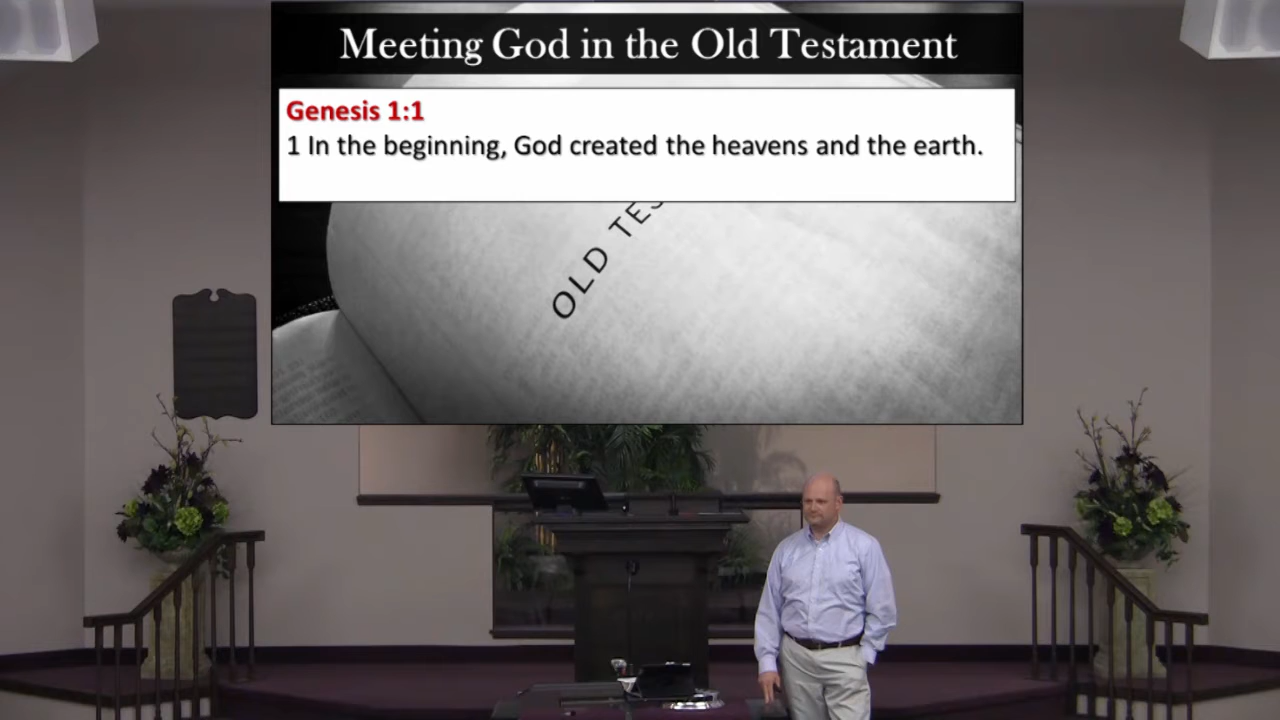 Meeting God in the Old Testament
Genesis 1:1
1 In the beginning, God created the heavens and the earth.
OLD TES